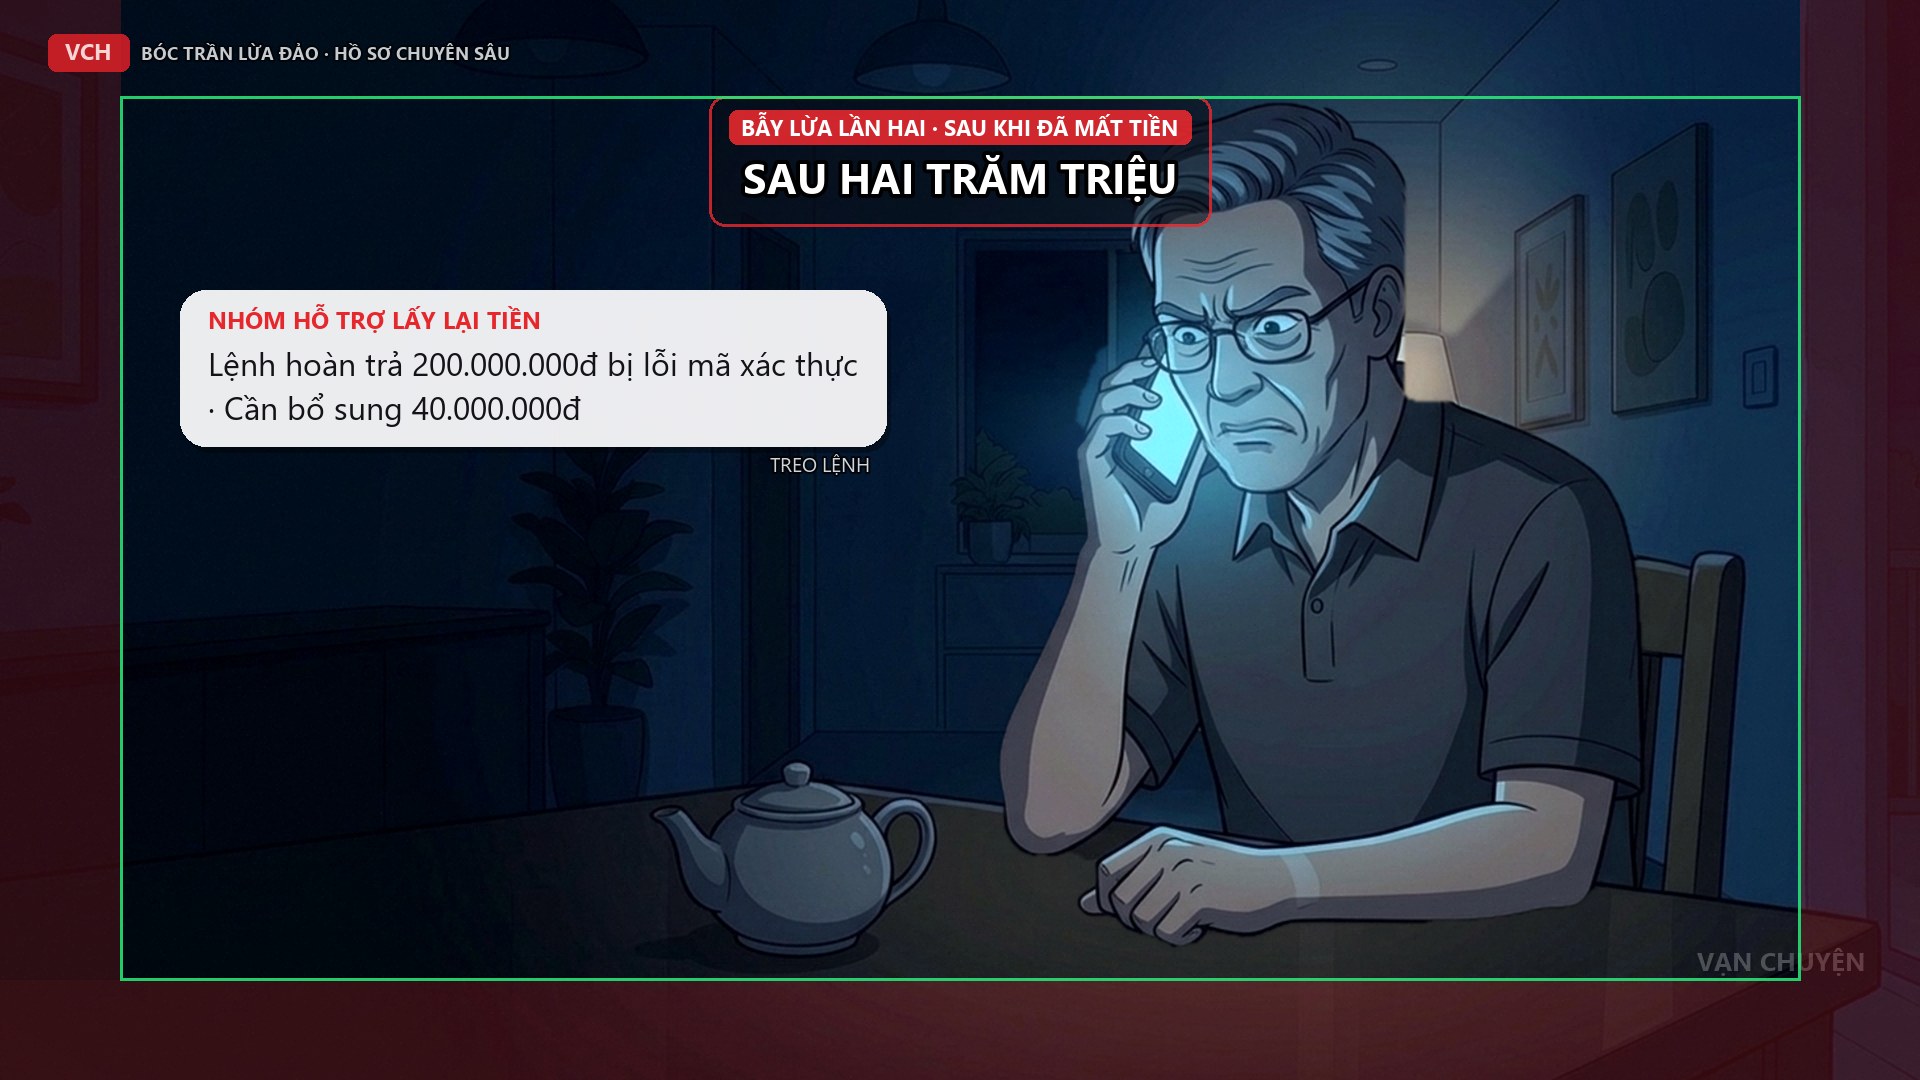 VCH BÓC TRẦN LỪA ĐẢO · HỒ SƠ CHUYÊN SÂU
BẪY LỪA LẦN HAI · SAU KHI ĐÃ MẤT TIỀN
SAU HAI TRĂM TRIỆU
NHÓM HỖ TRỢ LẤY LẠI TIỀN
Lệnh hoàn trả 200.000.000đ bị lỗi mã xác thực
· Cần bổ sung 40.000.000đ
TREO LỆNH
VẠN CHUYỆN